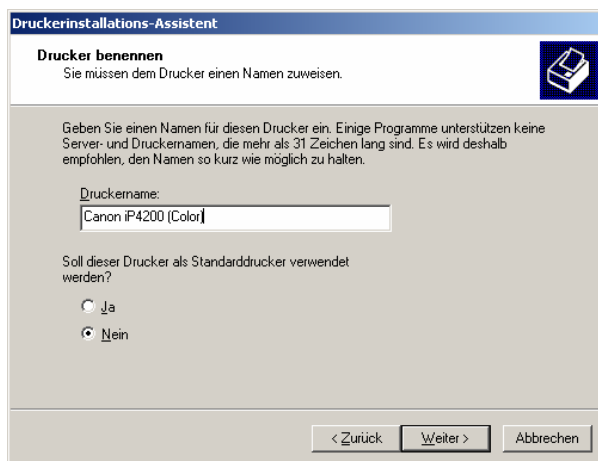 Druckerinstallations-Assistent
Drucker benennen
Sie müssen dem Drucker einen Namen zuweisen.
Geben Sie einen Namen für diesen Drucker ein. Einige Programme unterstützen keine
Server- und Druckernamen, die mehr als 31 Zeichen lang sind. Es wird deshalb
empfohlen, den Namen so kurz wie möglich zu halten.
Druckername:
Canon iP4200 (Color)
Soll dieser Drucker als Standarddrucker verwendet
werden?
Ja
Nein
< Zurück Weiter > Abbrechen